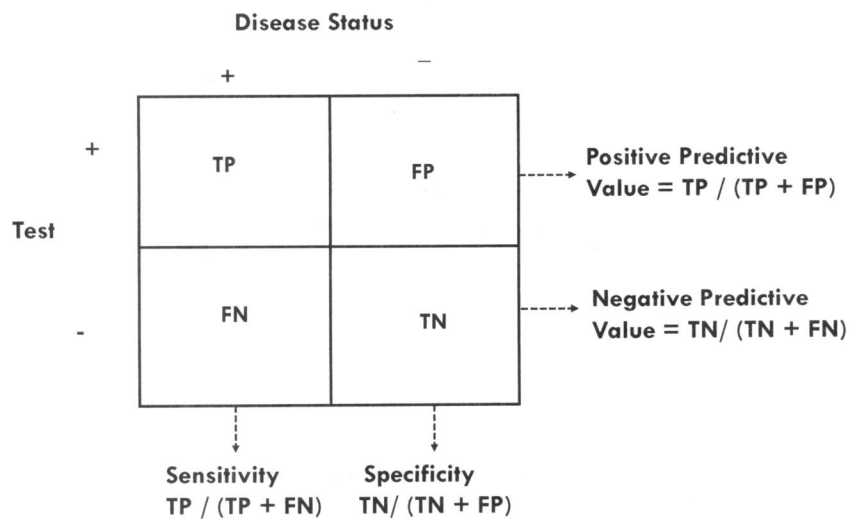 Disease Status
+ –
+
TP
FP
Positive Predictive
Value = TP / (TP + FP)
Test
-
FN
TN
Negative Predictive
Value = TN/ (TN + FN)
Sensitivity
TP / (TP + FN)
Specificity
TN/ (TN + FP)